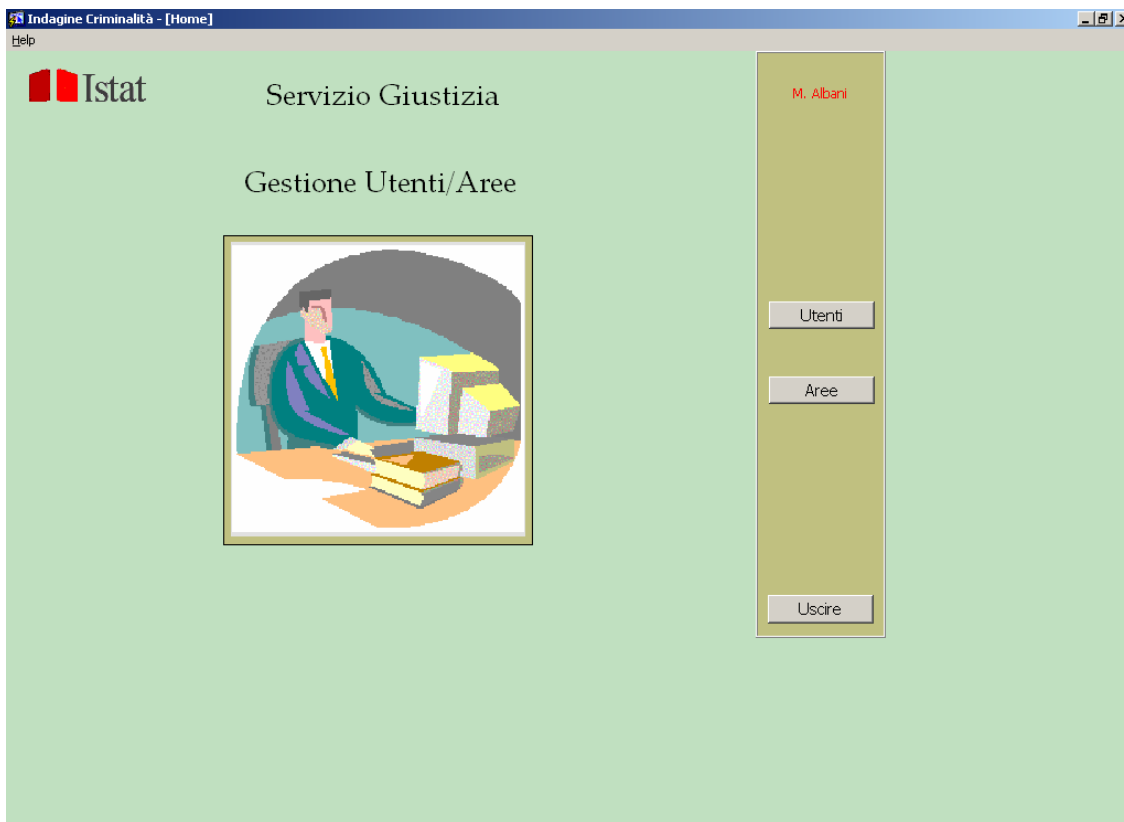 Indagine Criminalità - [Home]
Help
Istat
Servizio Giustizia
M. Albani
Gestione Utenti/Aree
Utenti
Aree
Uscire